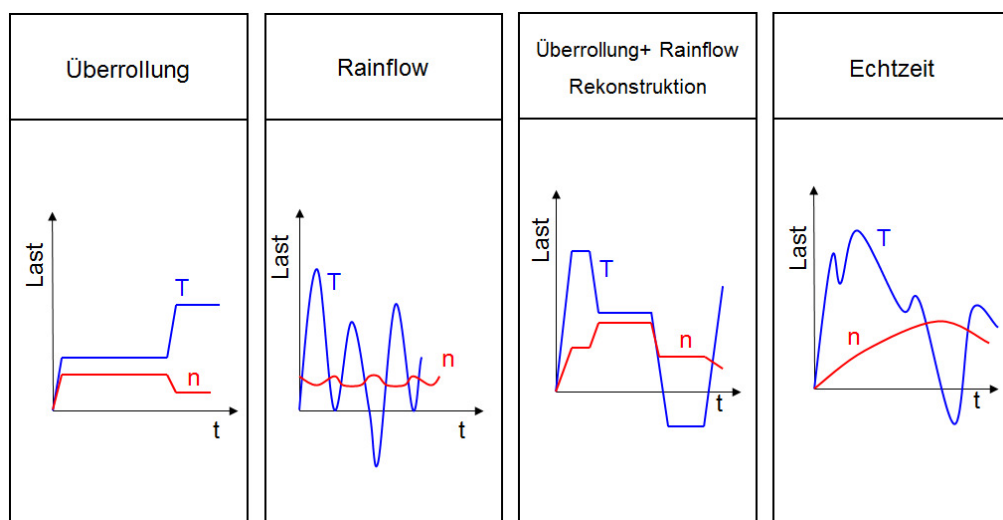 Überrollung
Last
T
n
t
Rainflow
Last
T
n
t
Überrollung+ Rainflow
Rekonstruktion
Last
T
n
t
Echtzeit
Last
T
n
t